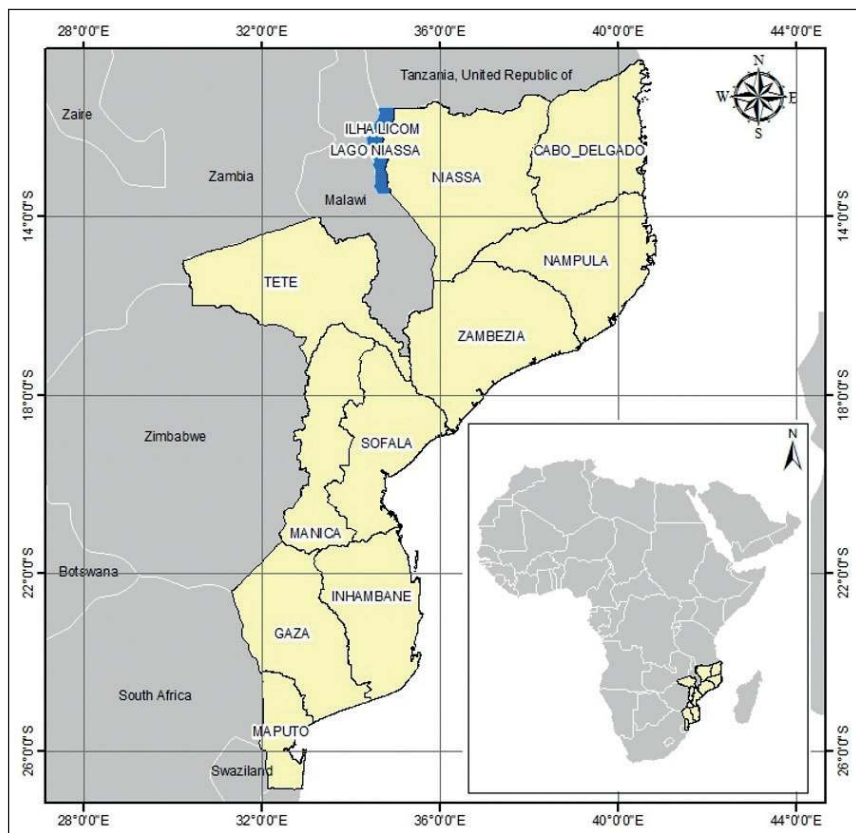 28°0'0"E 32°0'0"E 36°0'0"E 40°0'0"E 44°0'0"E
Tanzania, United Republic of
N
W E
S
Zaire
ILHA LICOM
LAGO NIASSA
CABO_DELGADO
Zambia
NIASSA
Malawi
14°0'0"S 14°0'0"S
NAMPULA
TETE
ZAMBEZIA
18°0'0"S 18°0'0"S
Zimbabwe
SOFALA
N
MANICA
22°0'0"S 22°0'0"S
Botswana
INHAMBANE
GAZA
South Africa
MAPUTO
26°0'0"S 26°0'0"S
Swaziland
28°0'0"E 32°0'0"E 36°0'0"E 40°0'0"E 44°0'0"E